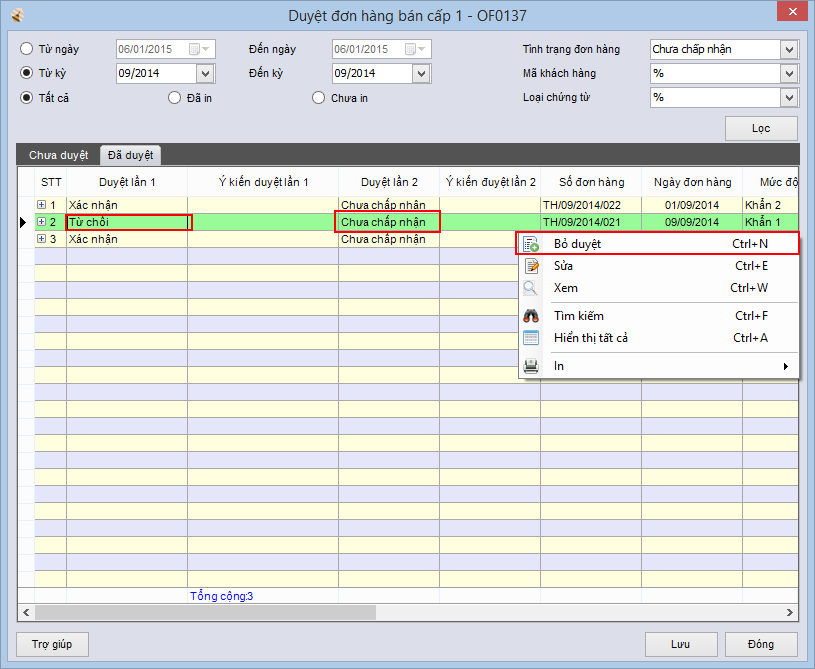 Duyệt đơn hàng bán cấp 1 - OF0137
Từ ngày 06/01/2015 Đến ngày 06/01/2015 Tình trạng đơn hàng Chưa chấp nhận
Từ kỳ 09/2014 Đến kỳ 09/2014 Mã khách hàng %
Tất cả Đã in Chưa in Loại chứng từ %
Lọc
Chưa duyệt Đã duyệt
STT Duyệt lần 1 Ý kiến duyệt lần 1 Duyệt lần 2 Ý kiến duyệt lần 2 Số đơn hàng Ngày đơn hàng Mức độ
1 Xác nhận Chưa chấp nhận TH/09/2014/022 01/09/2014 Khẩn 2
2 Từ chối Chưa chấp nhận TH/09/2014/021 09/09/2014 Khẩn 1
3 Xác nhận Chưa chấp nhận
Bỏ duyệt Ctrl+N
Sửa Ctrl+E
Xem Ctrl+W
Tìm kiếm Ctrl+F
Hiển thị tất cả Ctrl+A
In
Tổng cộng:3
Trợ giúp Lưu Đóng